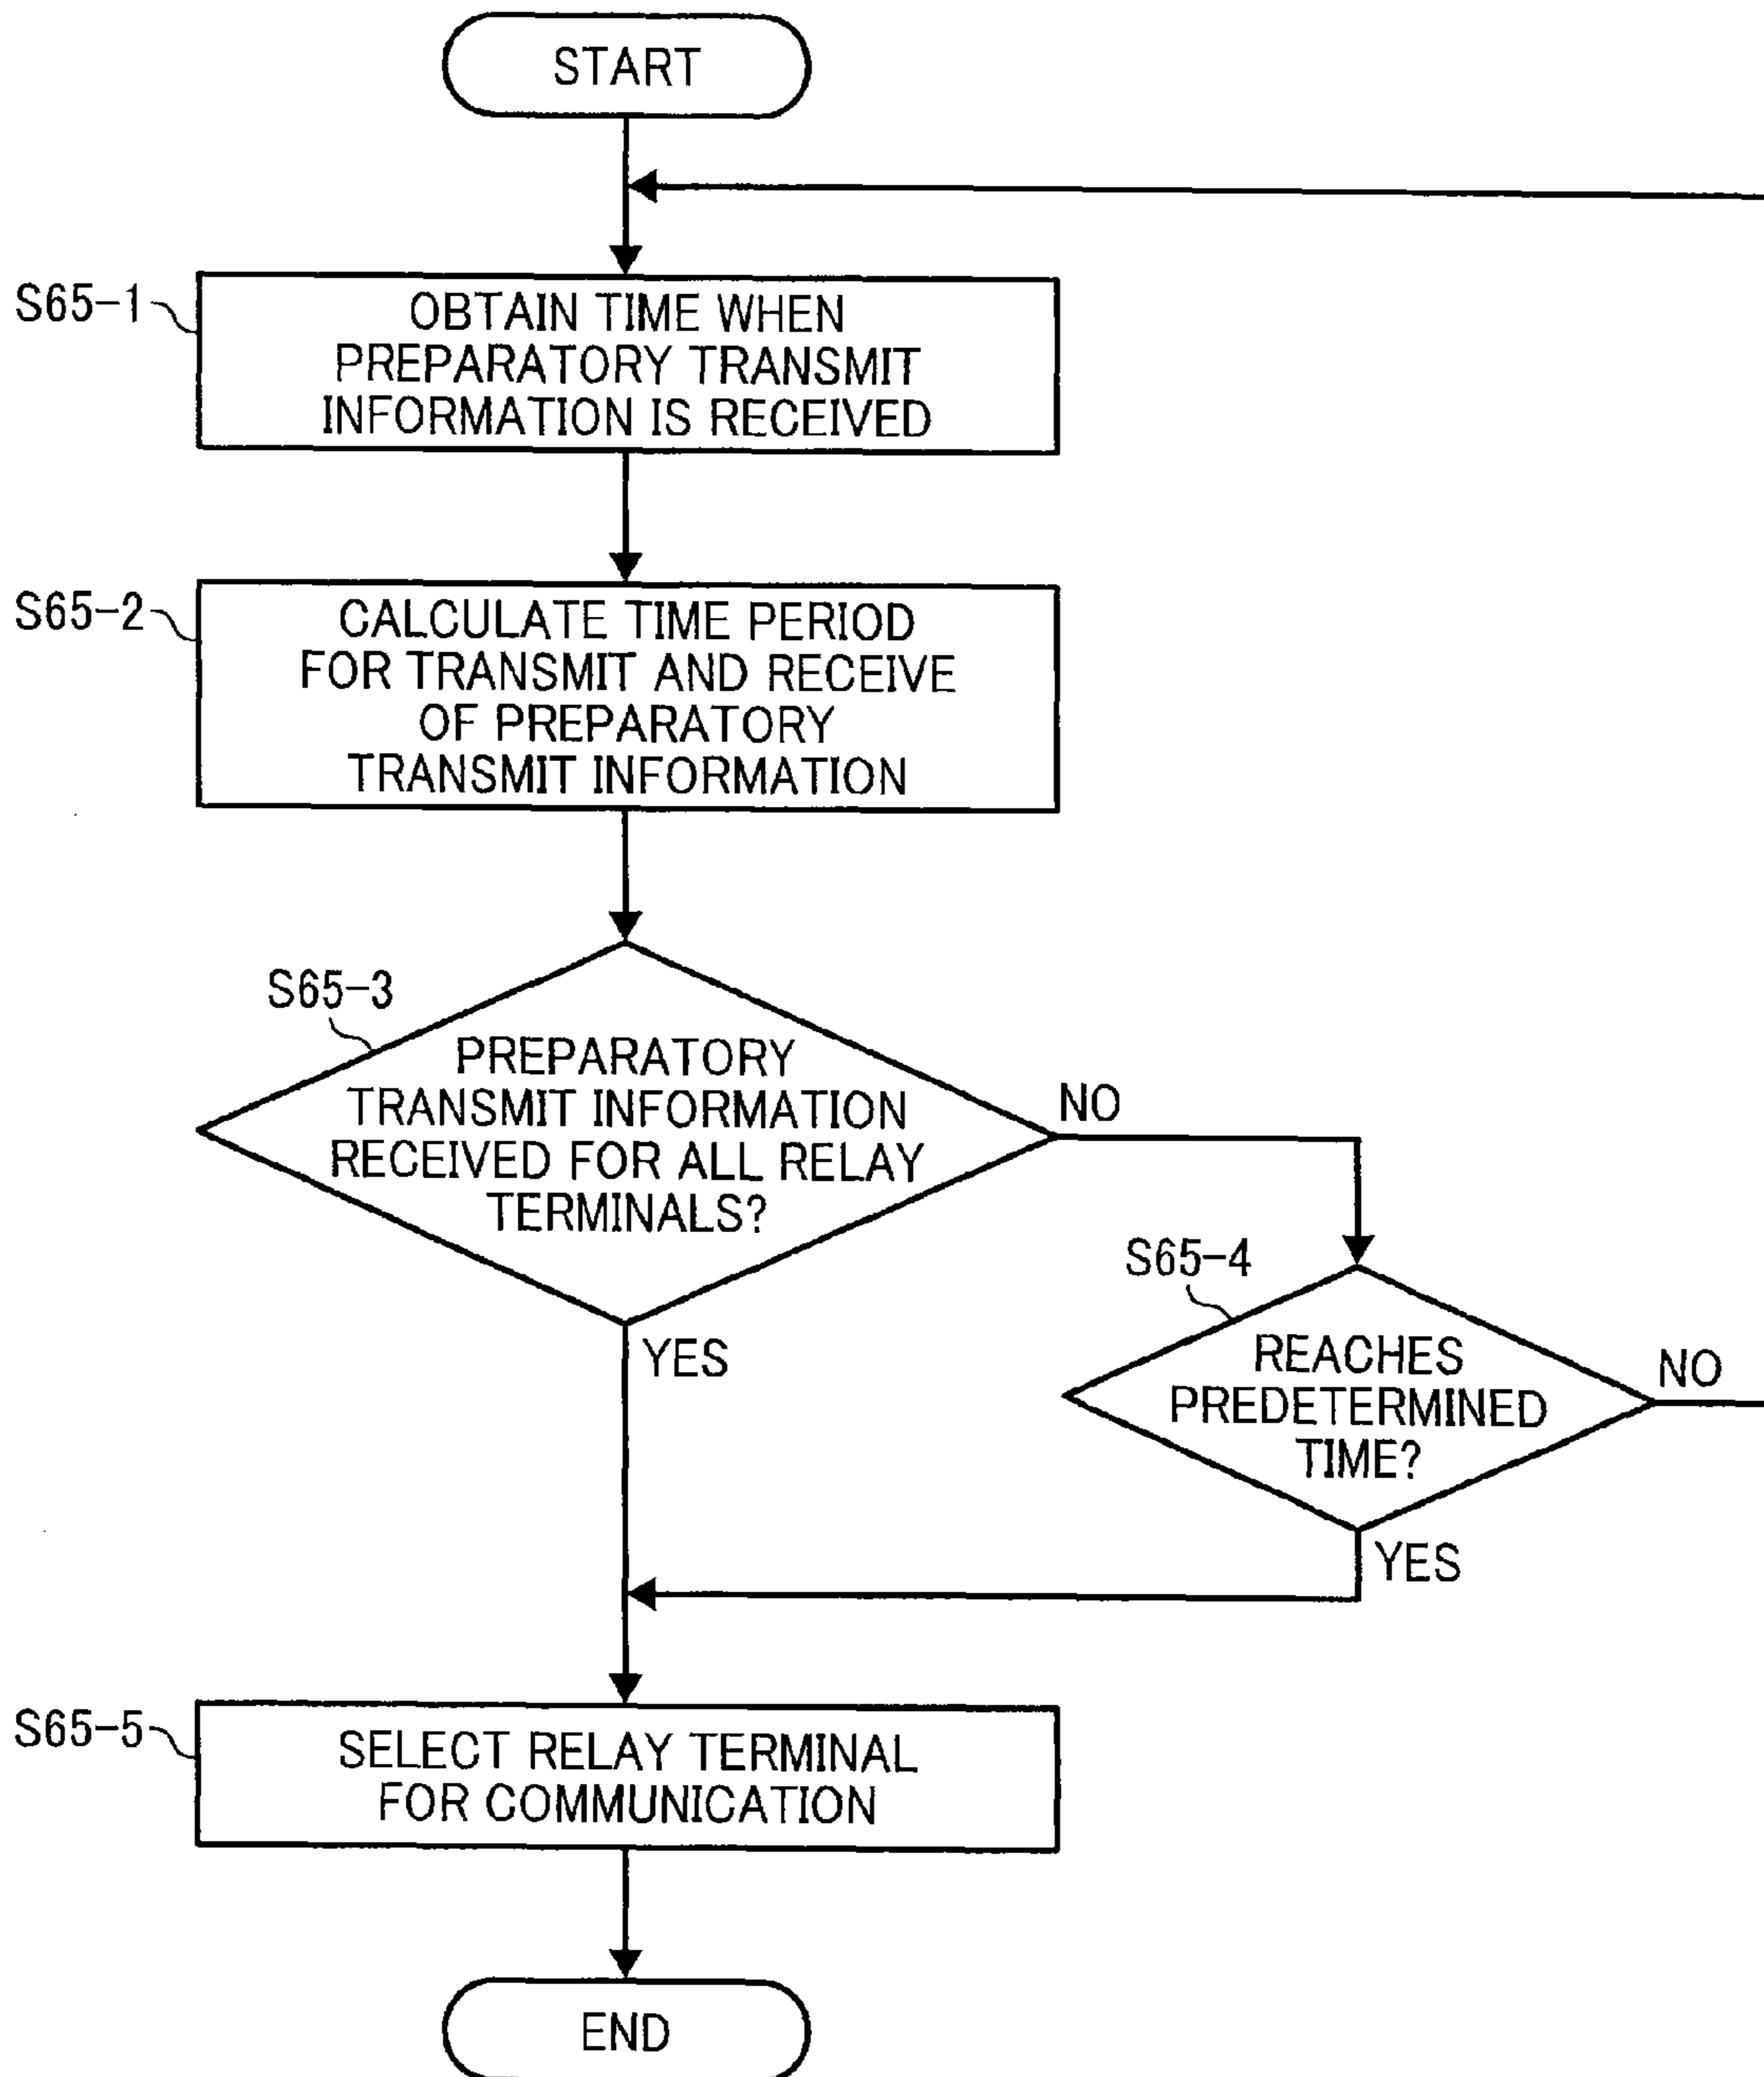 START
S65-1
OBTAIN TIME WHEN
PREPARATORY TRANSMIT
INFORMATION IS RECEIVED
S65-2
CALCULATE TIME PERIOD
FOR TRANSMIT AND RECEIVE
OF PREPARATORY
TRANSMIT INFORMATION
S65-3
PREPARATORY
TRANSMIT INFORMATION
RECEIVED FOR ALL RELAY
TERMINALS?
NO
YES
S65-4
REACHES
PREDETERMINED
TIME?
NO
YES
S65-5
SELECT RELAY TERMINAL
FOR COMMUNICATION
END